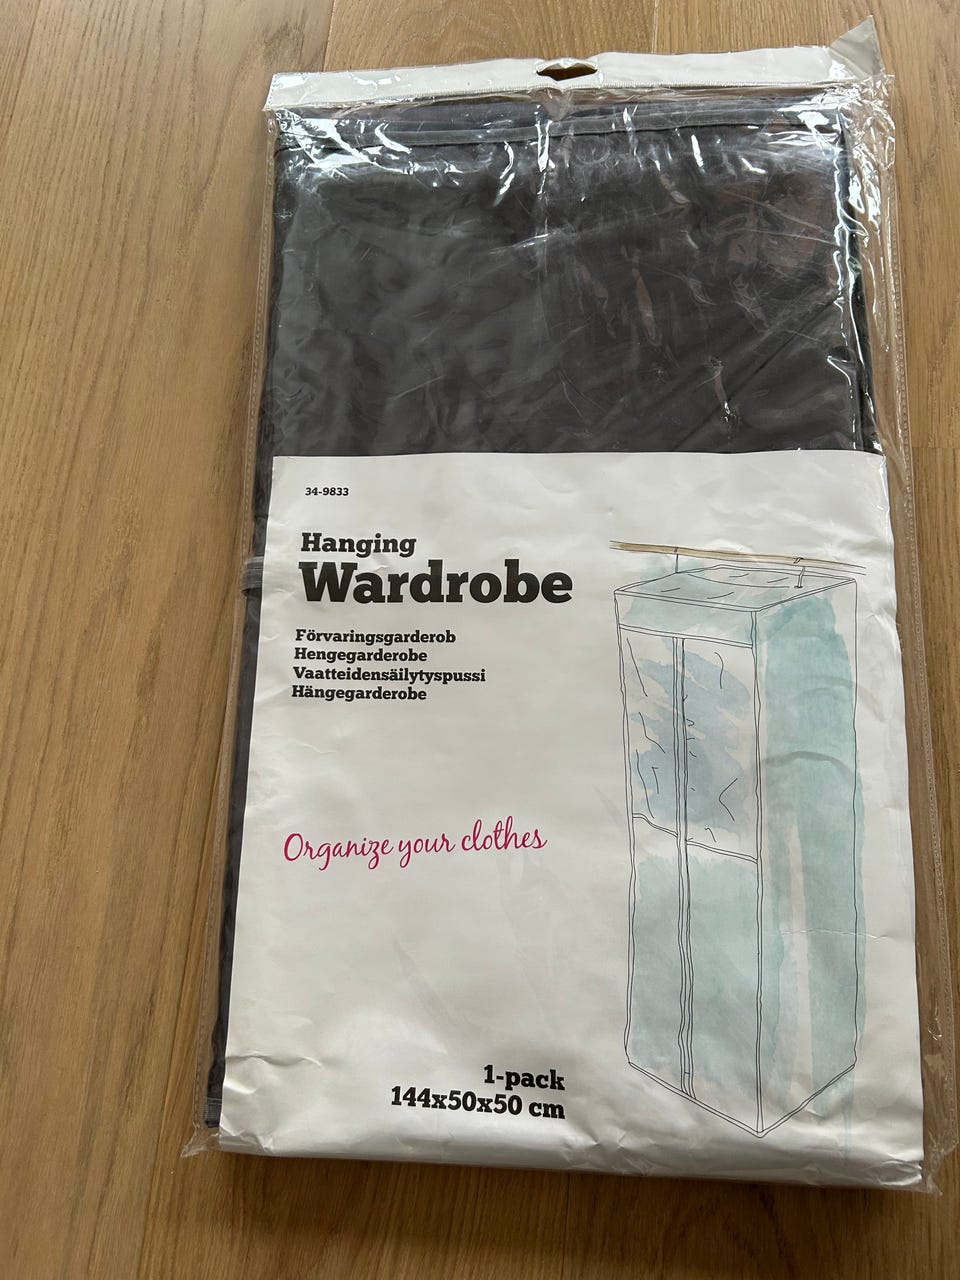 34-9833
Hanging
Wardrobe
Förvaringsgarderob
Hengegarderobe
Vaatteidensäilytyspussi
Hängegarderobe
Organize your clothes
1-pack
144x50x50 cm